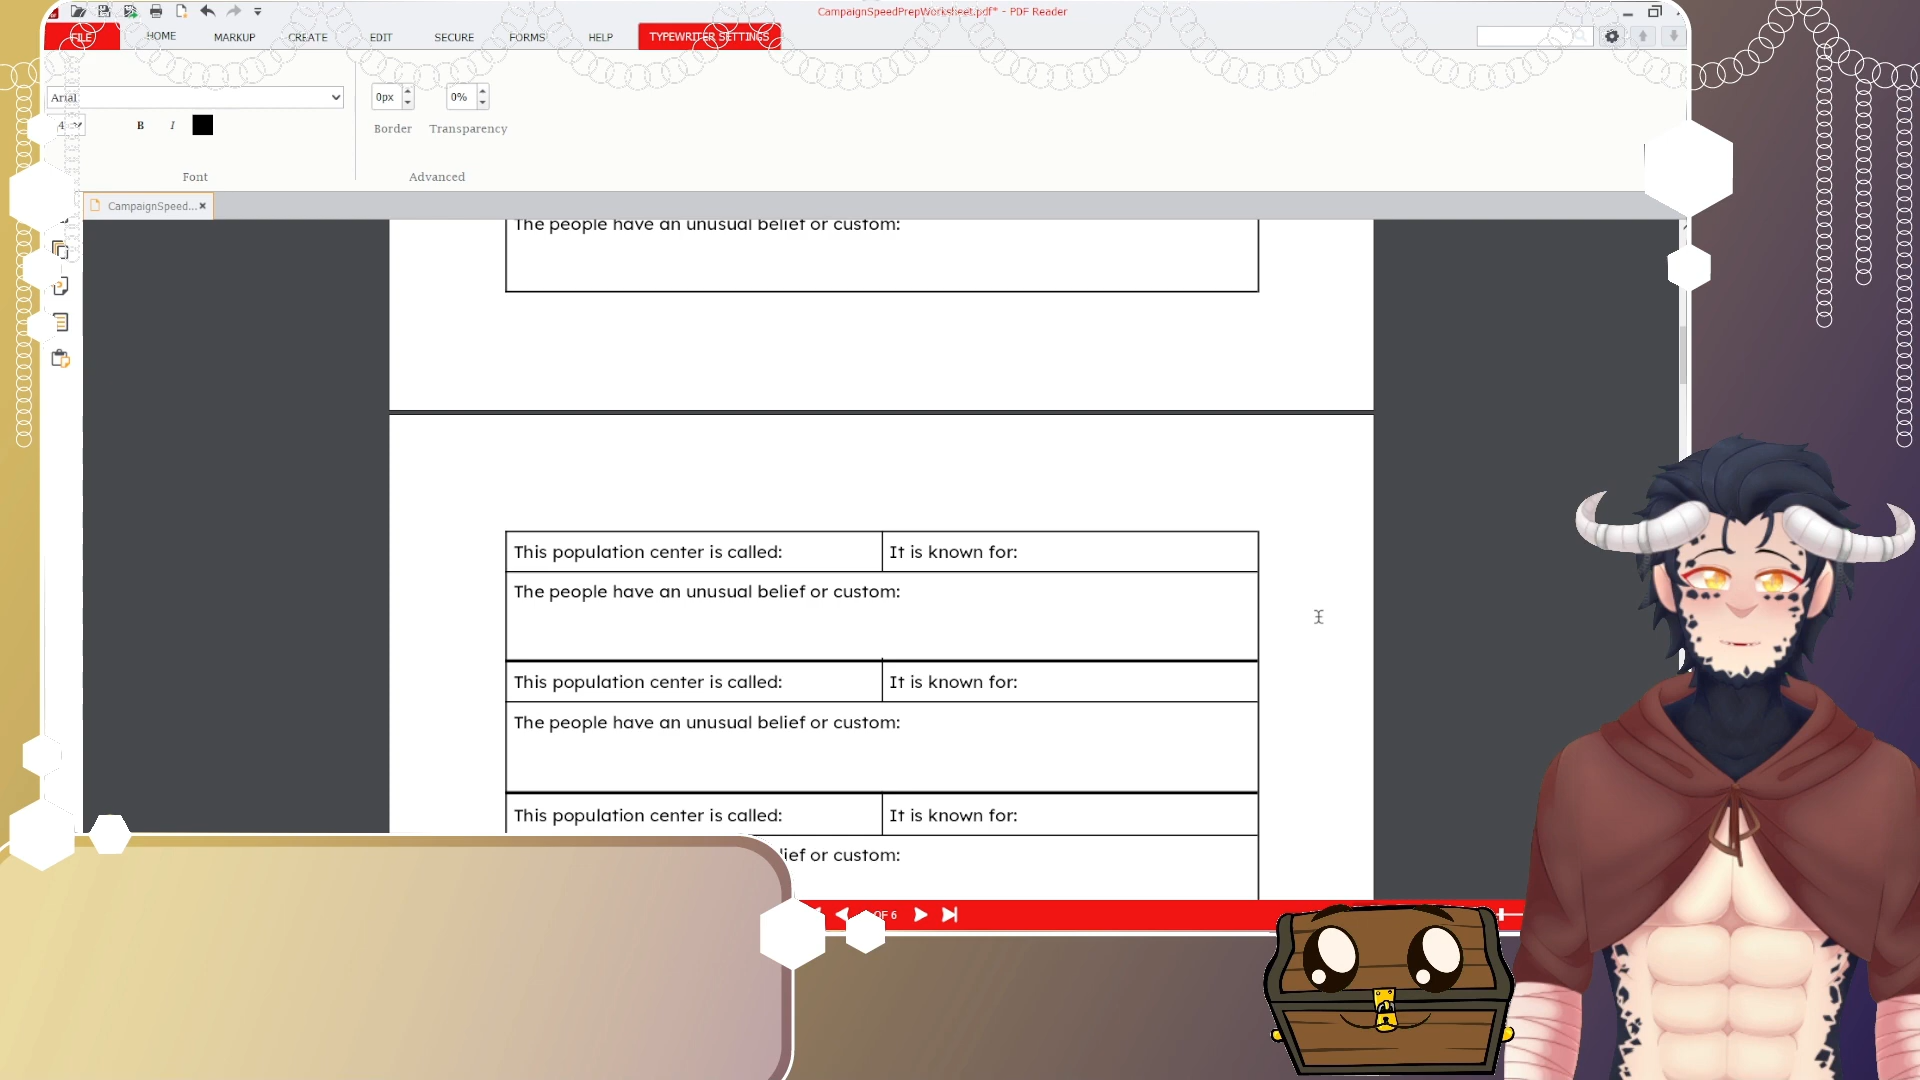 CampaignSpeedPrepWorksheet.pdf* - PDF Reader
FILE HOME MARKUP CREATE EDIT SECURE FORMS HELP TYPEWRITER SETTINGS
Arial 0px 0%
B I Border Transparency
Font Advanced
CampaignSpeed...
The people have an unusual belief or custom:
This population center is called: It is known for:
The people have an unusual belief or custom:
This population center is called: It is known for:
The people have an unusual belief or custom:
This population center is called: It is known for:
or custom:
OF 6